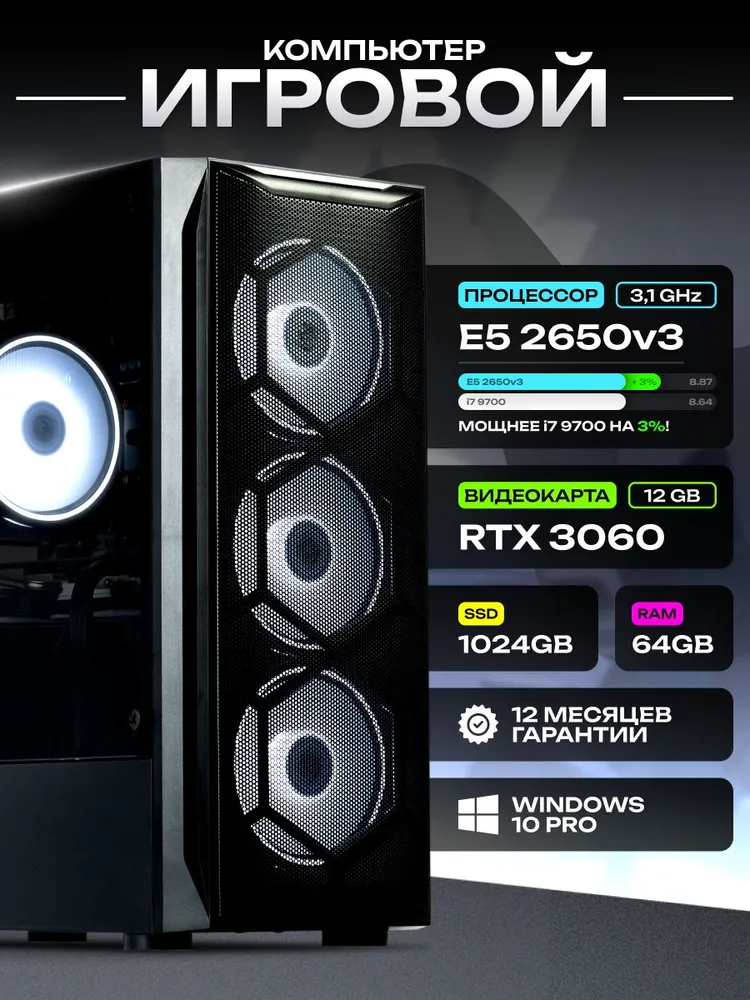 КОМПЬЮТЕР
ИГРОВОЙ
ПРОЦЕССОР 3,1 GHz
E5 2650v3
E5 2650v3 +3% 8.87
i7 9700 8.64
МОЩНЕЕ i7 9700 НА 3%!
ВИДЕОКАРТА 12 GB
RTX 3060
SSD
1024GB
RAM
64GB
12 МЕСЯЦЕВ
ГАРАНТИИ
WINDOWS
10 PRO